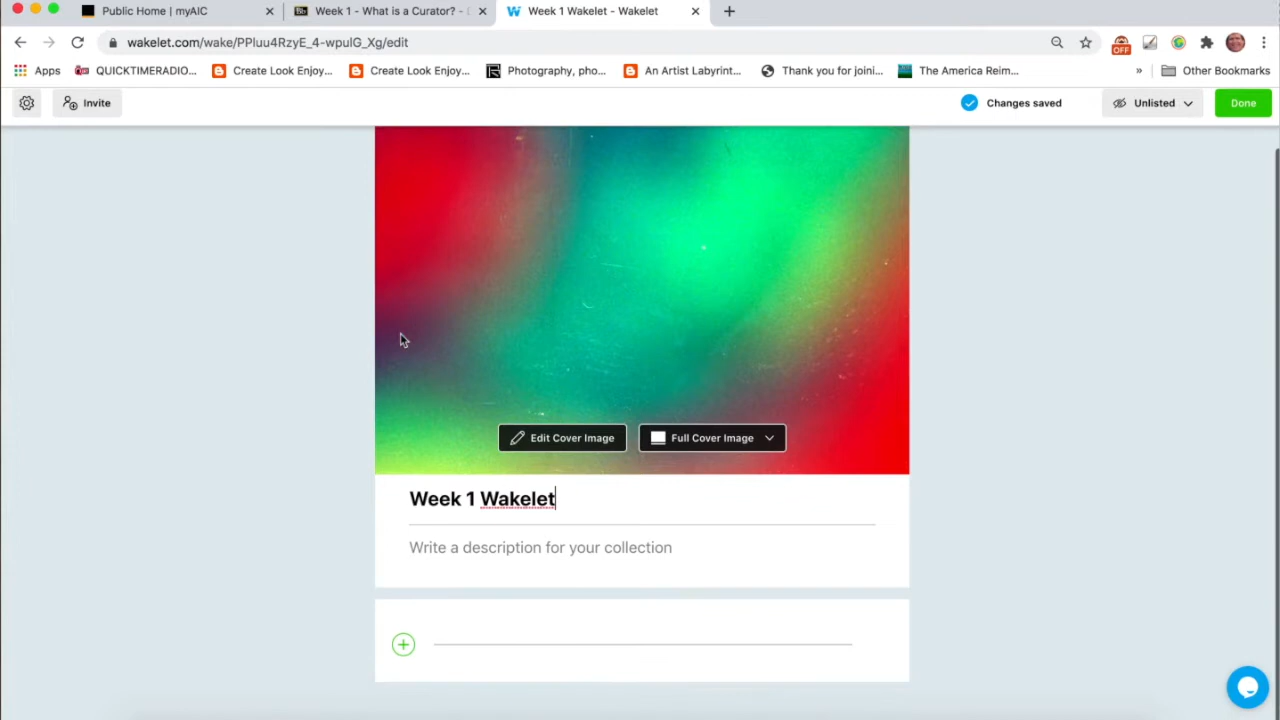 Public Home | myAIC
Week 1 - What is a Curator? -
Week 1 Wakelet - Wakelet
wakelet.com/wake/PPluu4RzyE_4-wpulG_Xg/edit
OFF
Apps
QUICKTIMERADIO...
Create Look Enjoy...
Create Look Enjoy...
Photography, pho...
An Artist Labyrint...
Thank you for joini...
The America Reim...
»
Other Bookmarks
Invite
Changes saved
Unlisted
Done
Edit Cover Image
Full Cover Image
Week 1 Wakelet
Write a description for your collection